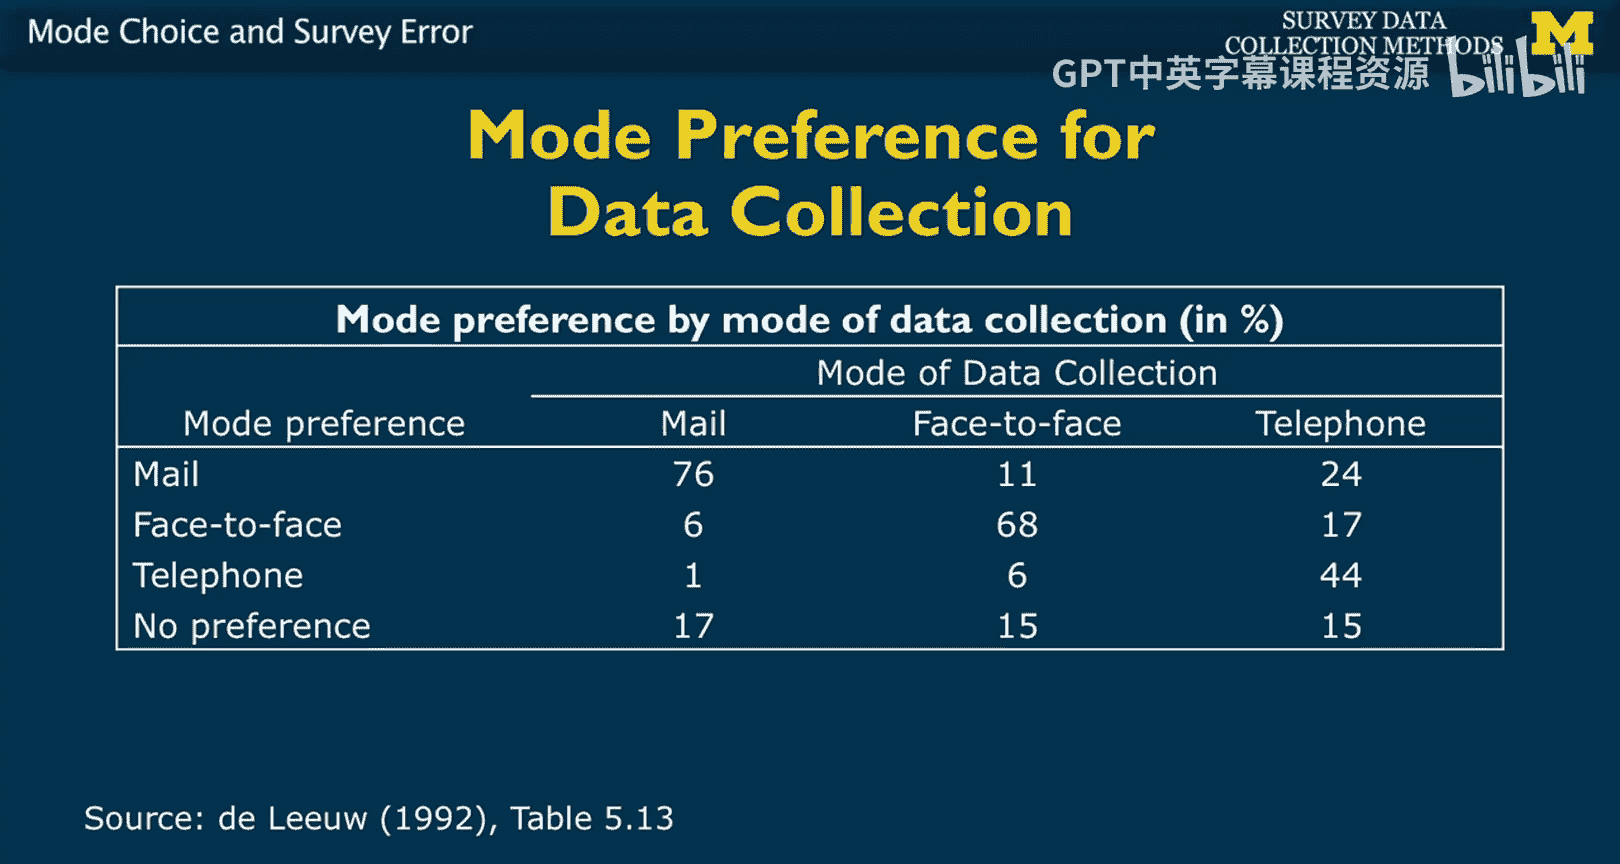 Mode Choice and Survey Error
SURVEY DATA
COLLECTION METHODS
M
GPT中英字幕课程资源 bilibili
Mode Preference for
Data Collection
Mode preference by mode of data collection (in %)
Mode of Data Collection
Mode preference Mail Face-to-face Telephone
Mail 76 11 24
Face-to-face 6 68 17
Telephone 1 6 44
No preference 17 15 15
Source: de Leeuw (1992), Table 5.13